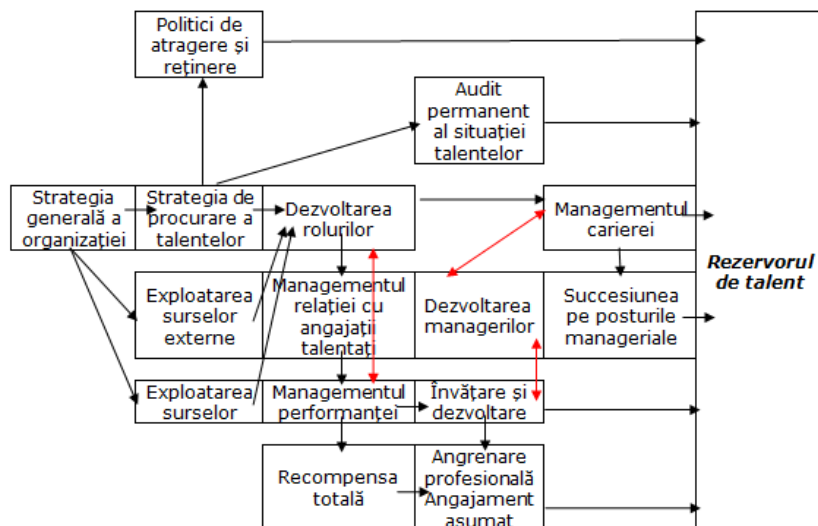 Politici de
atragere și
reținere
Audit
permanent
al situației
talentelor
Strategia
generală a
organizației
Strategia de
procurare a
talentelor
Dezvoltarea
rolurilor
Managementul
carierei
Rezervorul
de talent
Exploatarea
surselor
externe
Managementul
relației cu
angajații
talentați
Dezvoltarea
managerilor
Succesiunea
pe posturile
manageriale
Exploatarea
surselor
Managementul
performanței
Învățare și
dezvoltare
Recompensa
totală
Angrenare
profesională
Angajament
asumat